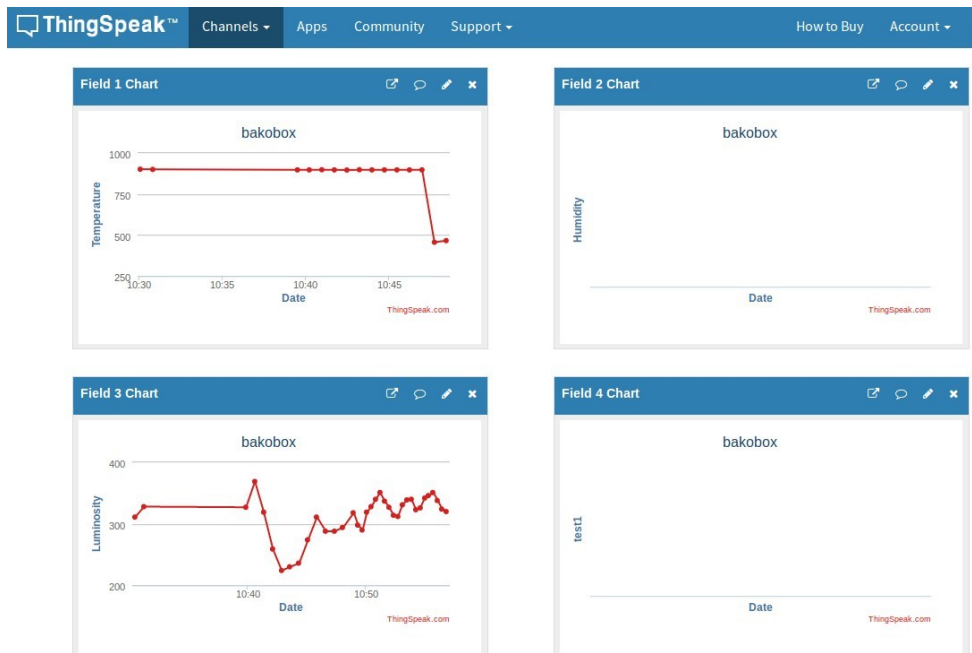 ThingSpeak™ Channels Apps Community Support How to Buy Account
Field 1 Chart
bakobox
1000
750
500
250
Temperature
10:30 10:35 10:40 10:45
Date
ThingSpeak.com
Field 2 Chart
bakobox
Humidity
Date
ThingSpeak.com
Field 3 Chart
bakobox
400
300
200
Luminosity
10:40 10:50
Date
ThingSpeak.com
Field 4 Chart
bakobox
test1
Date
ThingSpeak.com